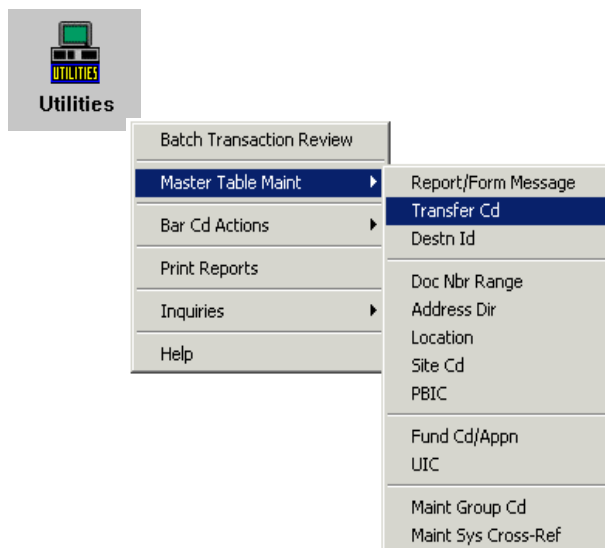 UTILITIES
Utilities
Batch Transaction Review
Master Table Maint
Bar Cd Actions
Print Reports
Inquiries
Help
Report/Form Message
Transfer Cd
Destn Id
Doc Nbr Range
Address Dir
Location
Site Cd
PBIC
Fund Cd/Appn
UIC
Maint Group Cd
Maint Sys Cross-Ref